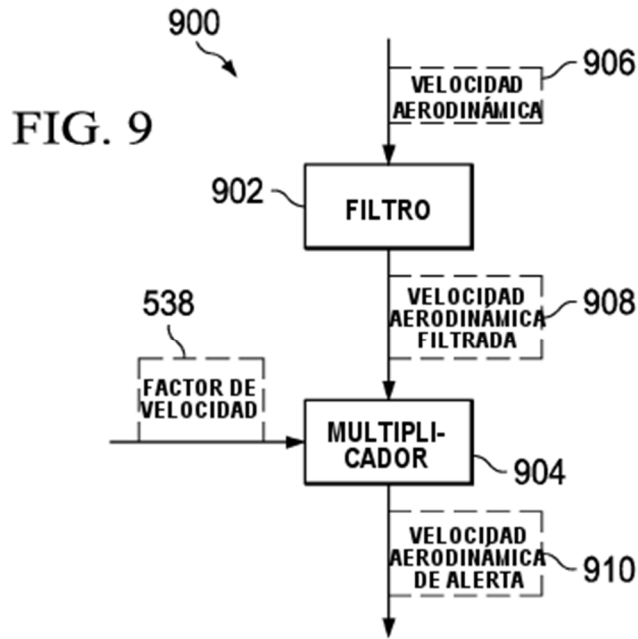 900
906
VELOCIDAD
AERODINÁMICA
FIG. 9
902
FILTRO
VELOCIDAD
AERODINÁMICA
FILTRADA
908
538
FACTOR DE
VELOCIDAD
MULTIPLI-
CADOR
904
VELOCIDAD
AERODINÁMICA
DE ALERTA
910